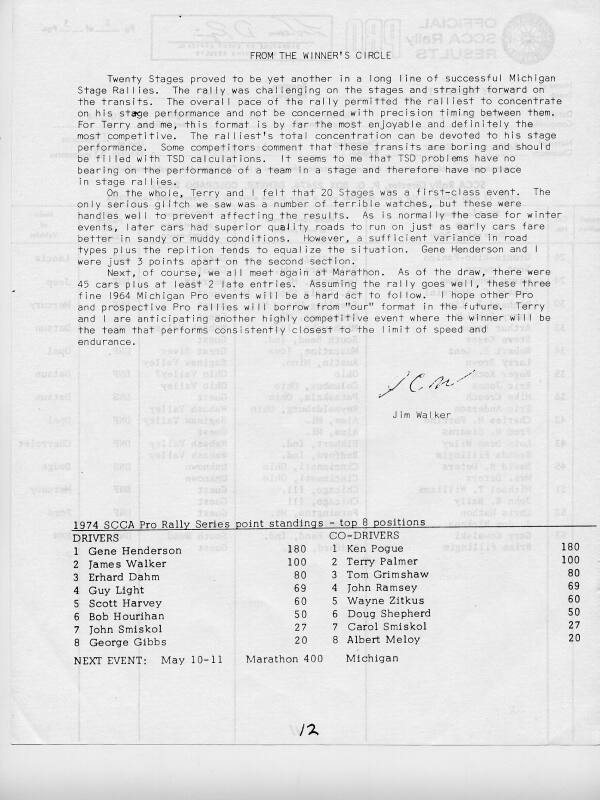 FROM THE WINNER'S CIRCLE
Twenty Stages proved to be yet another in a long line of successful Michigan
Stage Rallies. The rally was challenging on the stages and straight forward on
the transits. The overall pace of the rally permitted the ralliest to concentrate
on his stage performance and not be concerned with precision timing between them.
For Terry and me, this format is by far the most enjoyable and definitely the
most competitive. The ralliest's total concentration can be devoted to his stage
performance. Some competitors comment that these transits are boring and should
be filled with TSD calculations. It seems to me that TSD problems have no
bearing on the performance of a team in a stage and therefore have no place
in stage rallies.
On the whole, Terry and I felt that 20 Stages was a first-class event. The
only serious glitch we saw was a number of terrible watches, but these were
handles well to prevent affecting the results. As is normally the case for winter
events, later cars had superior quality roads to run on just as early cars fare
better in sandy or muddy conditions. However, a sufficient variance in road
types plus the repition tends to equalize the situation. Gene Henderson and I
were just 3 points apart on the second section.
Next, of course, we all meet again at Marathon. As of the draw, there were
45 cars plus at least 2 late entries. Assuming the rally goes well, these three
fine 1964 Michigan Pro events will be a hard act to follow. I hope other Pro
and prospective Pro rallies will borrow from "our" format in the future. Terry
and I are anticipating another highly competitive event where the winner will be
the team that performs consistently closest to the limit of speed and
endurance.
Jim Walker
1974 SCCA Pro Rally Series point standings - top 8 positions
DRIVERS CO-DRIVERS
1 Gene Henderson 180 1 Ken Pogue 180
2 James Walker 100 2 Terry Palmer 100
3 Erhard Dahm 80 3 Tom Grimshaw 80
4 Guy Light 69 4 John Ramsey 69
5 Scott Harvey 60 5 Wayne Zitkus 60
6 Bob Hourihan 50 6 Doug Shepherd 50
7 John Smiskol 27 7 Carol Smiskol 27
8 George Gibbs 20 8 Albert Meloy 20
NEXT EVENT: May 10-11 Marathon 400 Michigan
12